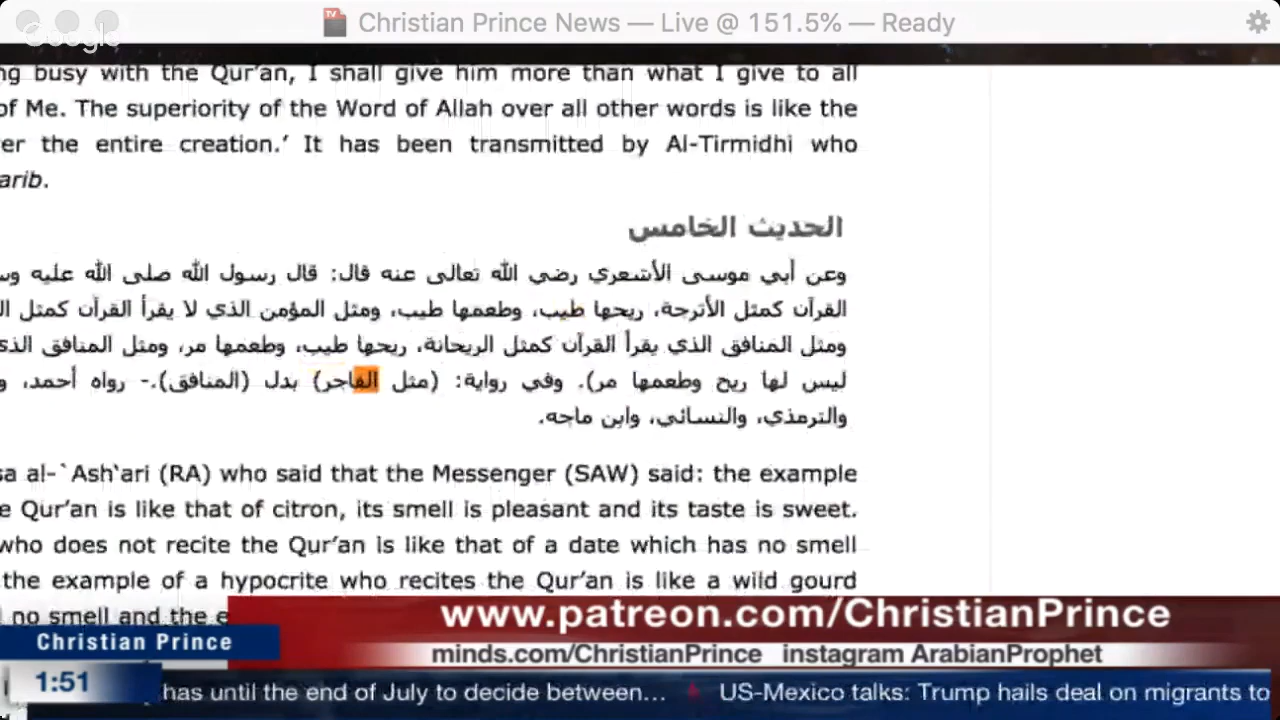 Christian Prince News — Live @ 151.5% — Ready
Google
ng busy with the Qur’an, I shall give him more than what I give to all
of Me. The superiority of the Word of Allah over all other words is like the
er the entire creation.’ It has been transmitted by Al-Tirmidhi who
arib.
الحديث الخامس
وعن أبي موسى الأشعري رضي الله تعالى عنه قال: قال رسول الله صلى الله عليه وس
القرآن كمثل الأترجة، ريحها طيب، وطعمها طيب، ومثل المؤمن الذي لا يقرأ القرآن كمثل
ومثل المنافق الذي يقرأ القرآن كمثل الريحانة، ريحها طيب، وطعمها مر، ومثل المنافق الذي
ليس لها ريح وطعمها مر). وفي رواية: (مثل الفاجر) بدل (المنافق).- رواه أحمد، و
والترمذي، والنسائي، وابن ماجه.
sa al-`Ash‘ari (RA) who said that the Messenger (SAW) said: the example
e Qur’an is like that of citron, its smell is pleasant and its taste is sweet.
who does not recite the Qur’an is like that of a date which has no smell
the example of a hypocrite who recites the Qur’an is like a wild gourd
no smell and the e
www.patreon.com/ChristianPrince
Christian Prince
minds.com/ChristianPrince instagram ArabianProphet
1:51
has until the end of July to decide between... US-Mexico talks: Trump hails deal on migrants to